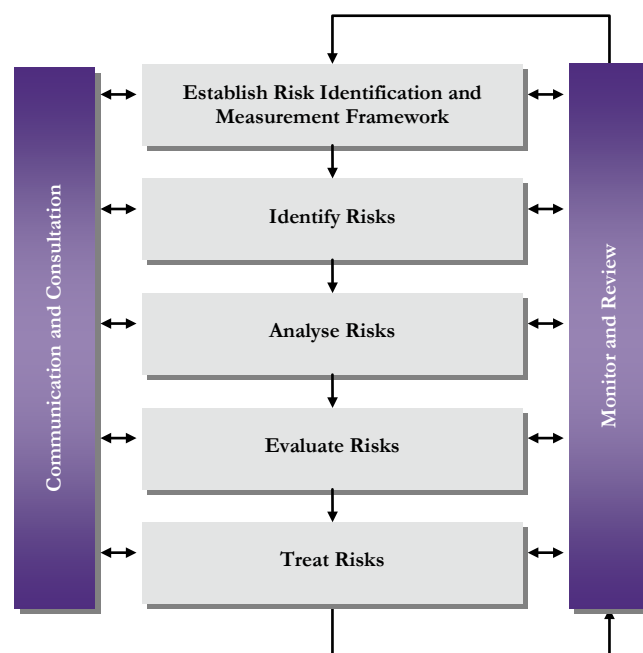 Establish Risk Identification and
Measurement Framework
Communication and Consultation
Identify Risks
Analyse Risks
Evaluate Risks
Treat Risks
Monitor and Review